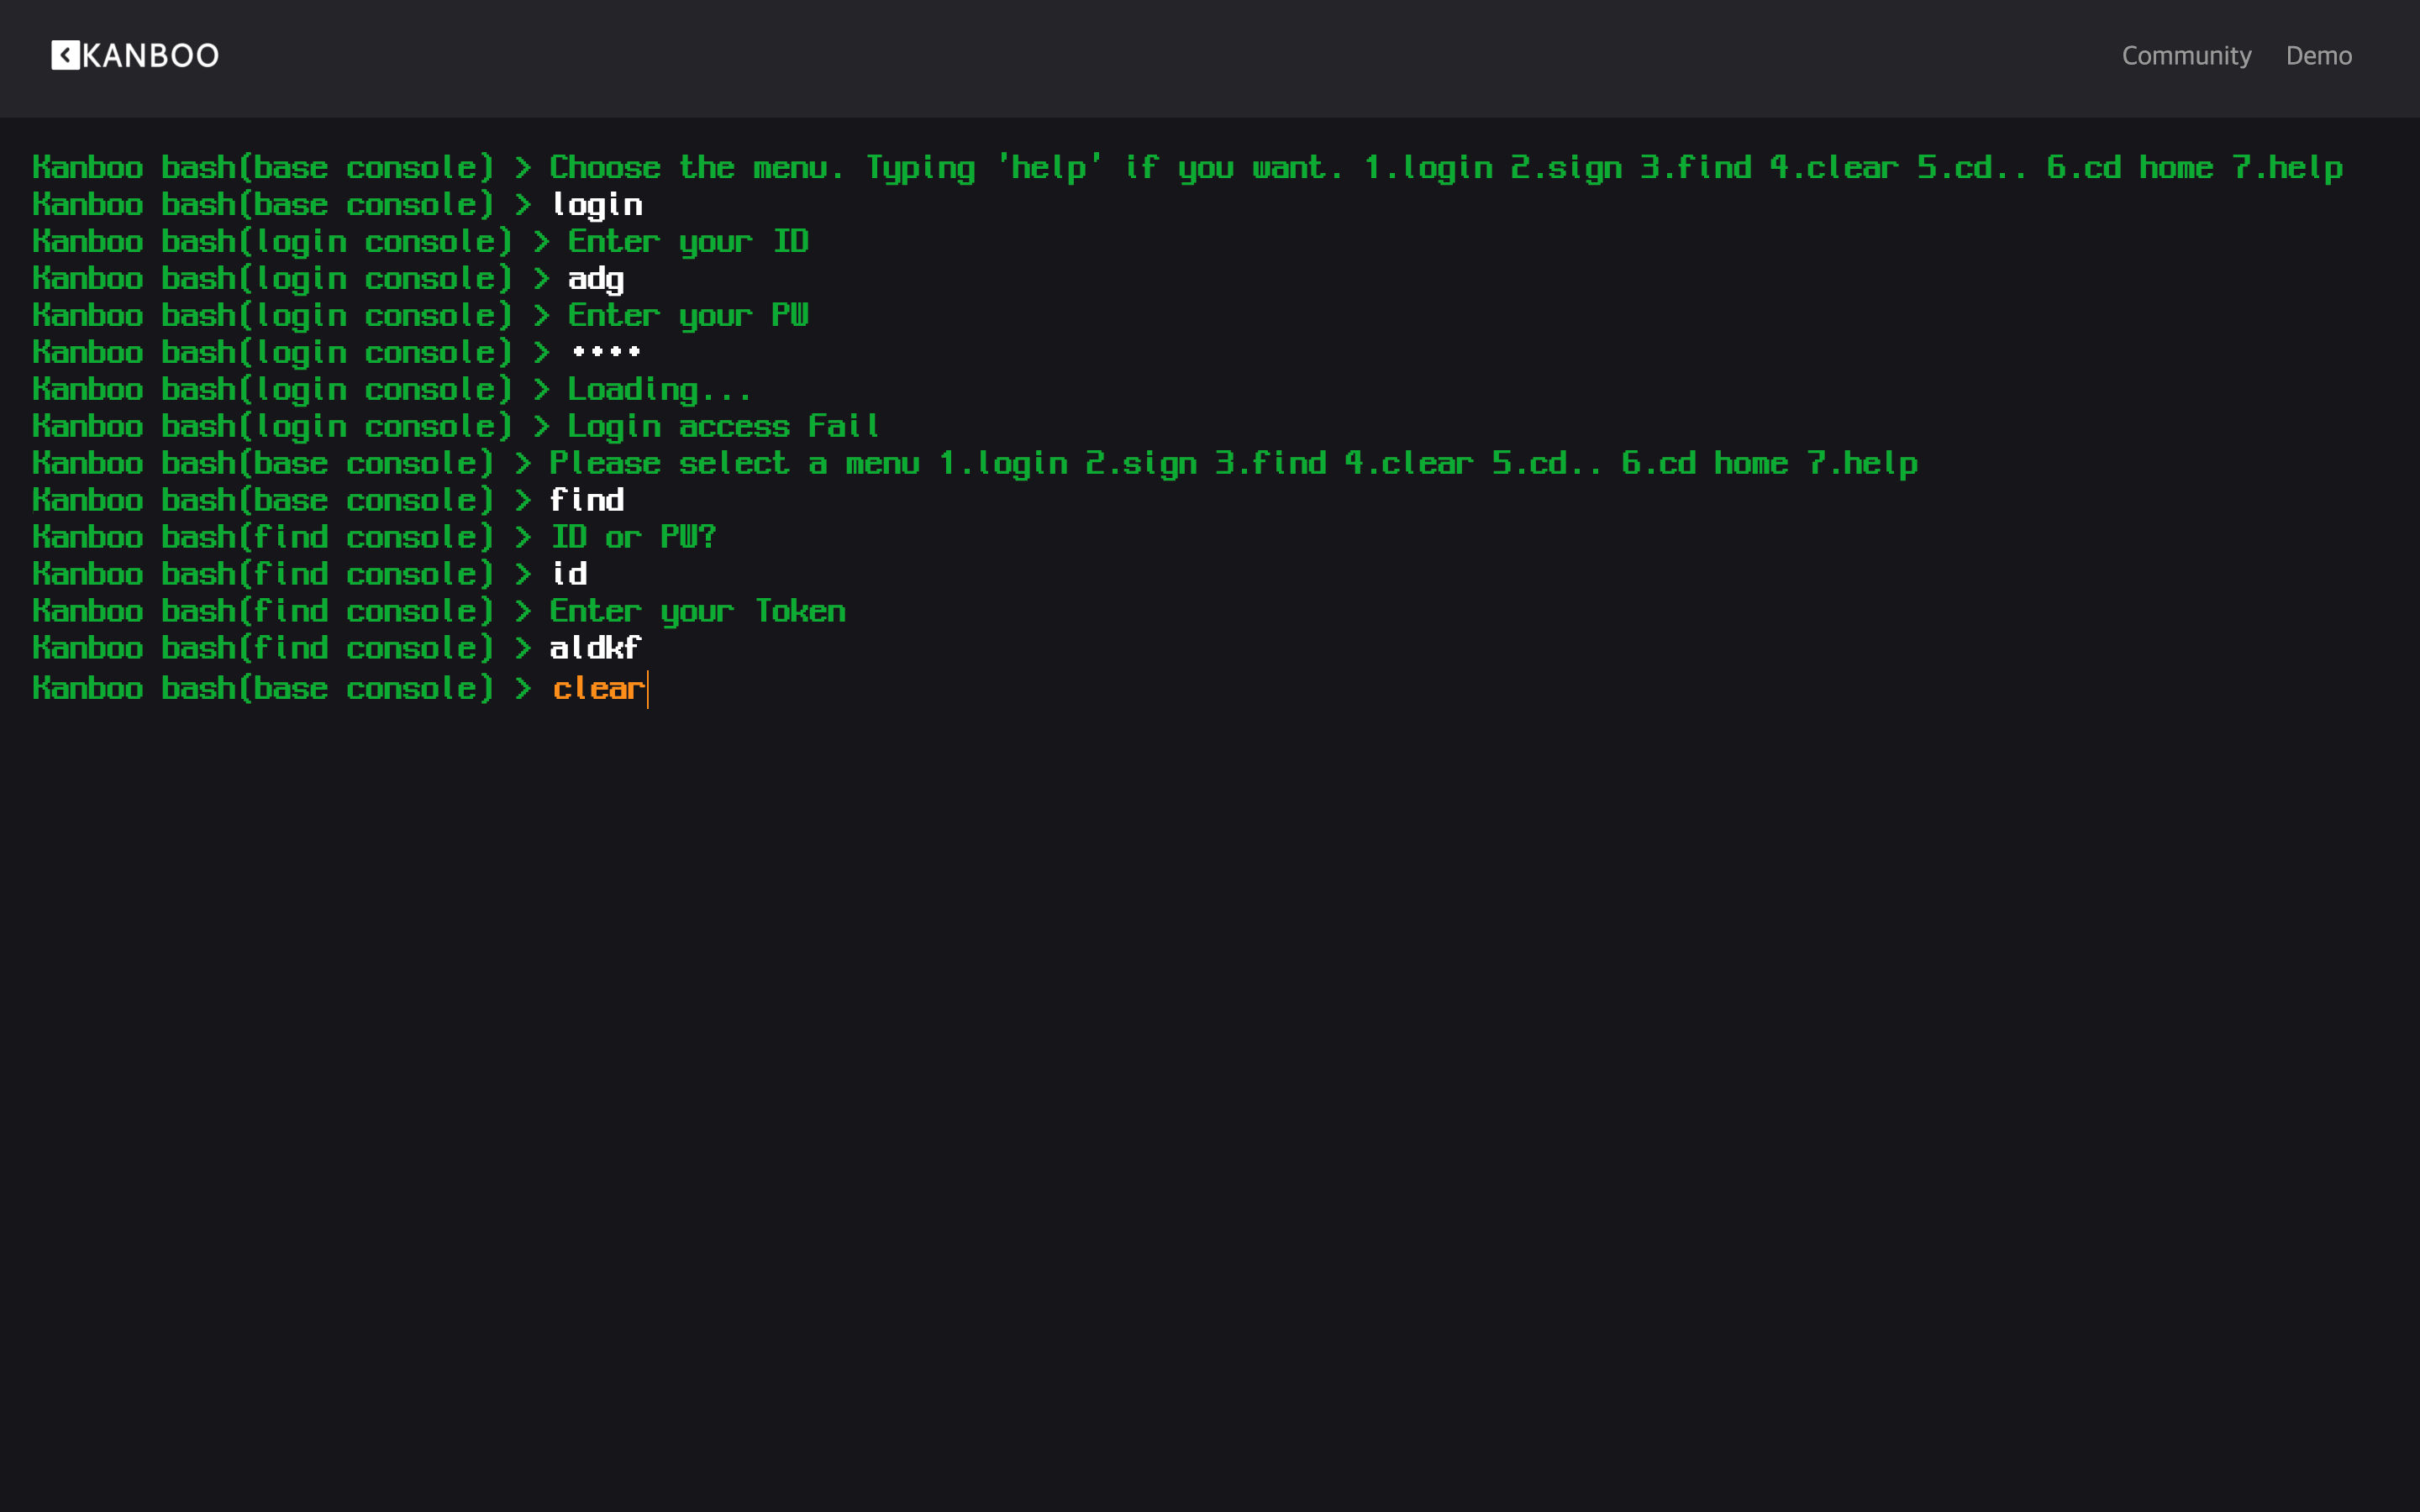 KANBOO Community Demo
Kanboo bash(base console) > Choose the menu. Typing 'help' if you want. 1.login 2.sign 3.find 4.clear 5.cd.. 6.cd home 7.help
Kanboo bash(base console) > login
Kanboo bash(login console) > Enter your ID
Kanboo bash(login console) > adg
Kanboo bash(login console) > Enter your PW
Kanboo bash(login console) > ••••
Kanboo bash(login console) > Loading...
Kanboo bash(login console) > Login access Fail
Kanboo bash(base console) > Please select a menu 1.login 2.sign 3.find 4.clear 5.cd.. 6.cd home 7.help
Kanboo bash(base console) > find
Kanboo bash(find console) > ID or PW?
Kanboo bash(find console) > id
Kanboo bash(find console) > Enter your Token
Kanboo bash(find console) > aldkf
Kanboo bash(base console) > clear